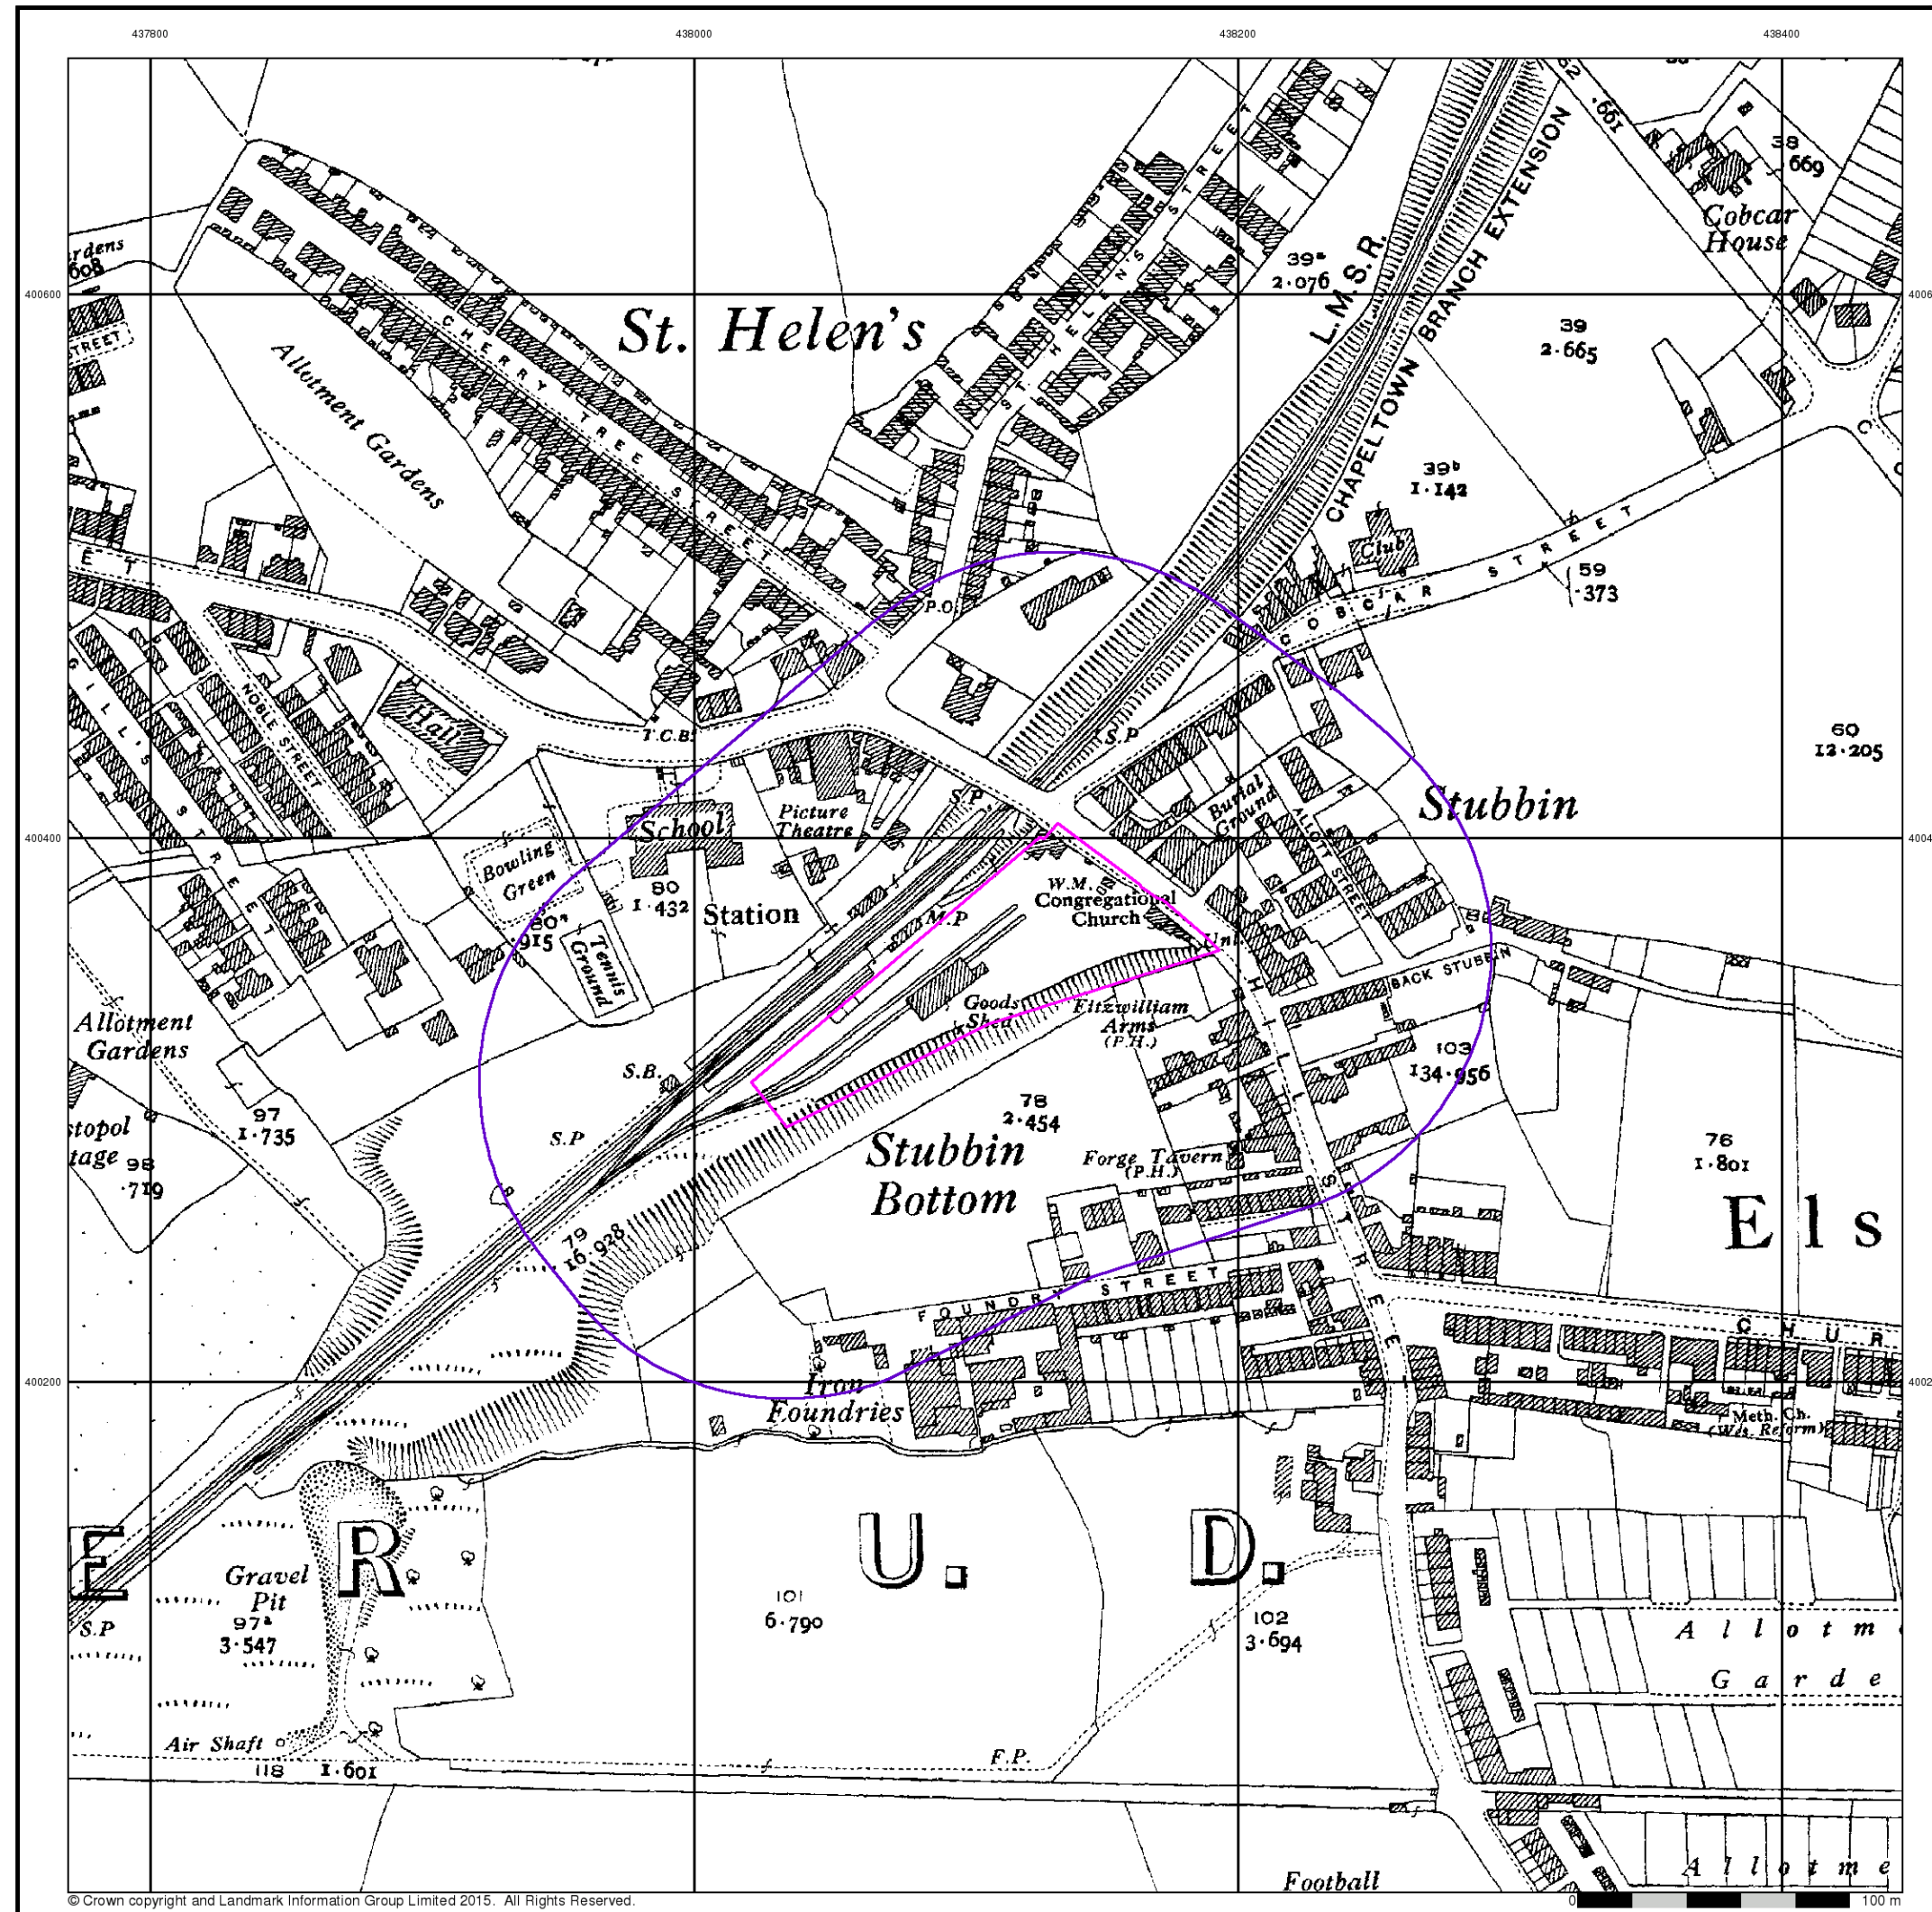 437800
438000
438200
438400
400600
400400
400200
St. Helen's
CHERRY TREE STREET
ST HELEN'S STREET
Allotment
Gardens
L.M.S.R.
CHAPELTOWN BRANCH EXTENSION
.661
38
.669
Cobcar
House
39ª
2.076
39
2.665
39b
1.142
Club
COBCAR STREET
59
.373
60
12.205
P.O.
608
STREET
NOBLE STREET
GILL'S STREET
Hall
T.C.B.
S.P
School
Picture
Theatre
S.P.
Burial
Ground
ALLOTT STREET
Stubbin
Bowling
Green
80
1.432
80ª
.915
Tennis
Ground
Station
M.P
W.M.
Congregational
Church
BACK STUBBIN
HILL STREET
Goods
Shed
Fitzwilliam
Arms
(P.H.)
103
134.956
Allotment
Gardens
S.B.
97
1.735
98
.719
S.P
78
2.454
Stubbin
Bottom
Forge Tavern
(P.H.)
76
1.801
Els
79
16.928
FOUNDRY STREET
CHUR
Iron
Foundries
Meth. Ch.
(Wes. Reform)
E R U. D.
Gravel
Pit
97ª
3.547
S.P
101
6.790
102
3.694
Allotm
Garde
Air Shaft
F.P.
118 1.601
Allotme
Football
© Crown copyright and Landmark Information Group Limited 2015. All Rights Reserved.
0 100 m